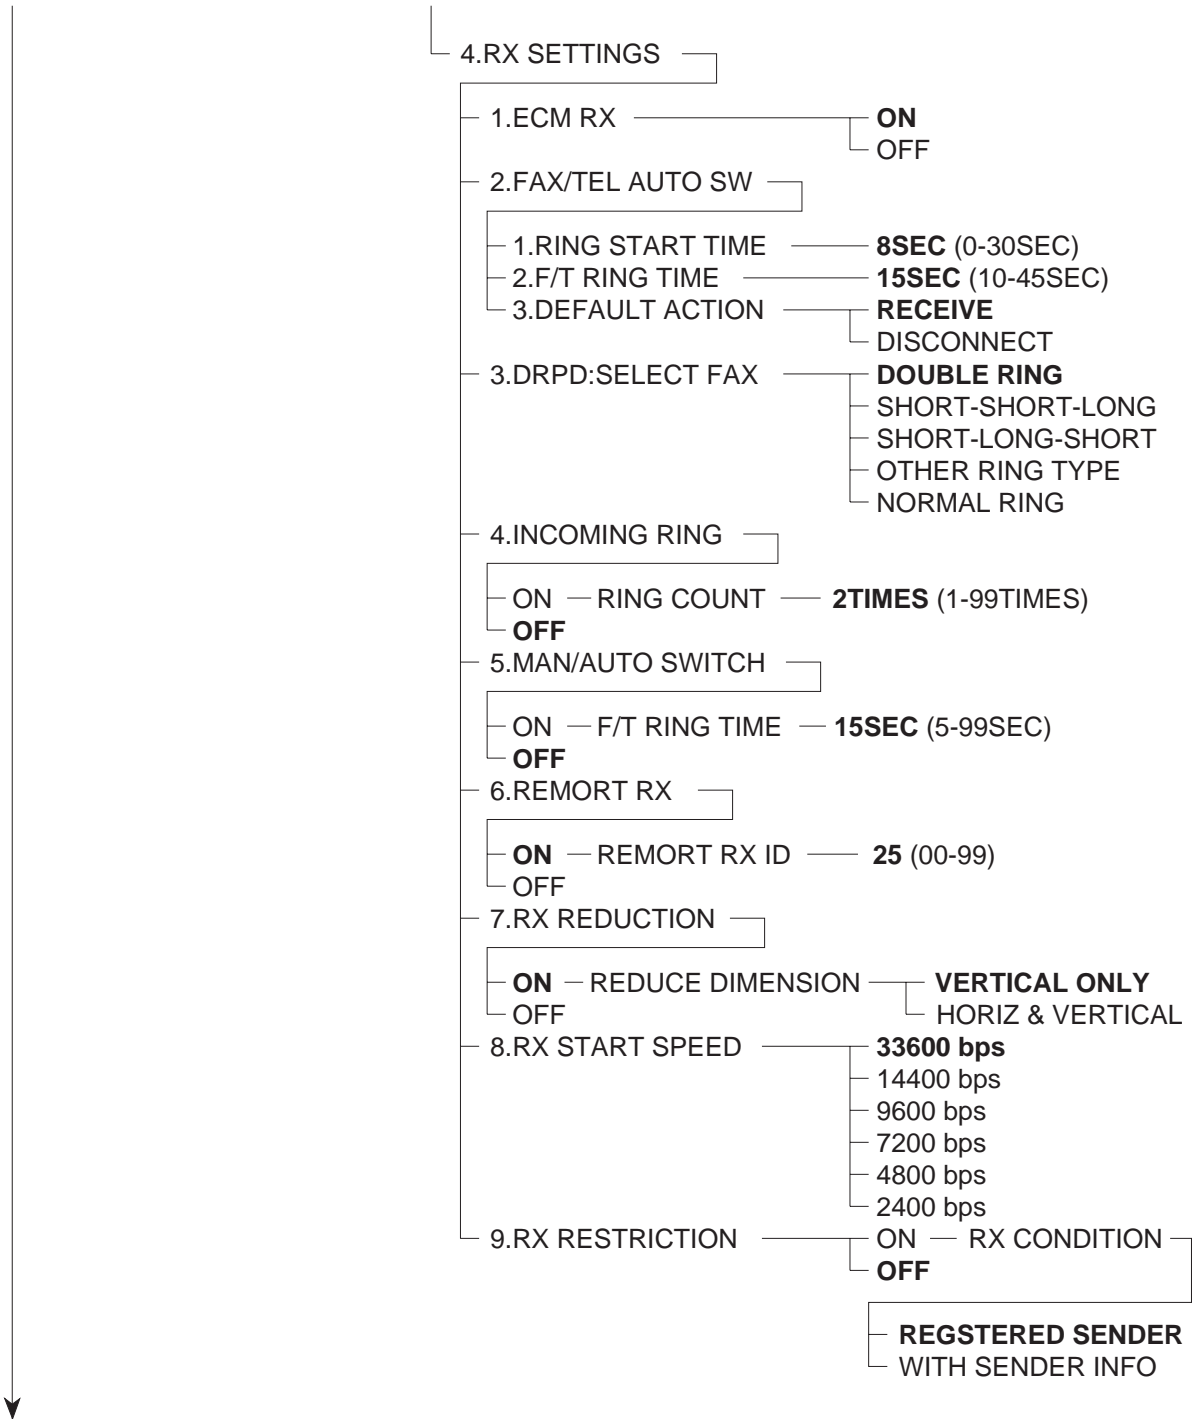 4.RX SETTINGS
1.ECM RX ON
OFF
2.FAX/TEL AUTO SW
1.RING START TIME 8SEC (0-30SEC)
2.F/T RING TIME 15SEC (10-45SEC)
3.DEFAULT ACTION RECEIVE
DISCONNECT
3.DRPD:SELECT FAX DOUBLE RING
SHORT-SHORT-LONG
SHORT-LONG-SHORT
OTHER RING TYPE
NORMAL RING
4.INCOMING RING
ON RING COUNT 2TIMES (1-99TIMES)
OFF
5.MAN/AUTO SWITCH
ON F/T RING TIME 15SEC (5-99SEC)
OFF
6.REMORT RX
ON REMORT RX ID 25 (00-99)
OFF
7.RX REDUCTION
ON REDUCE DIMENSION VERTICAL ONLY
OFF HORIZ & VERTICAL
8.RX START SPEED 33600 bps
14400 bps
9600 bps
7200 bps
4800 bps
2400 bps
9.RX RESTRICTION ON RX CONDITION
OFF
REGSTERED SENDER
WITH SENDER INFO